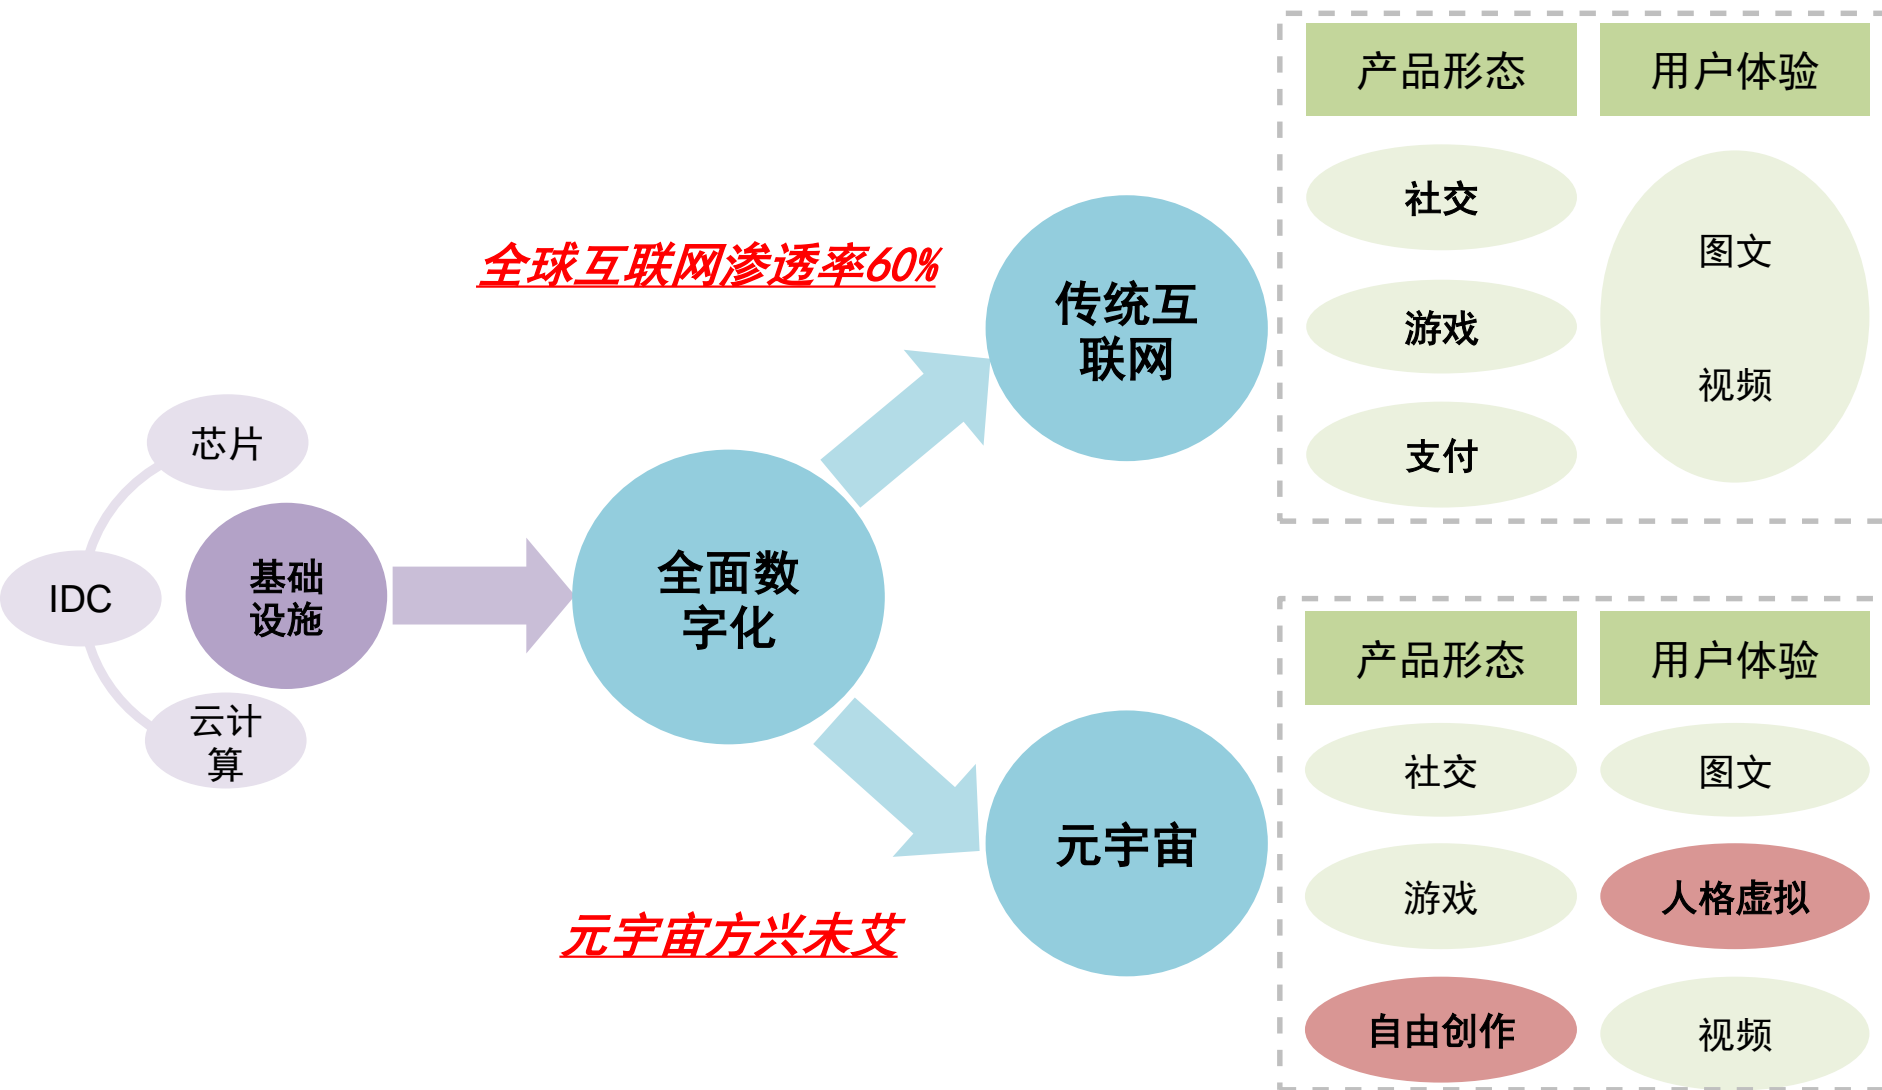 芯片
IDC
云计
算
基础
设施
全面数
字化
全球互联网渗透率60%
元宇宙方兴未艾
传统互
联网
元宇宙
产品形态
用户体验
社交
游戏
支付
图文
视频
产品形态
用户体验
社交
游戏
自由创作
图文
人格虚拟
视频